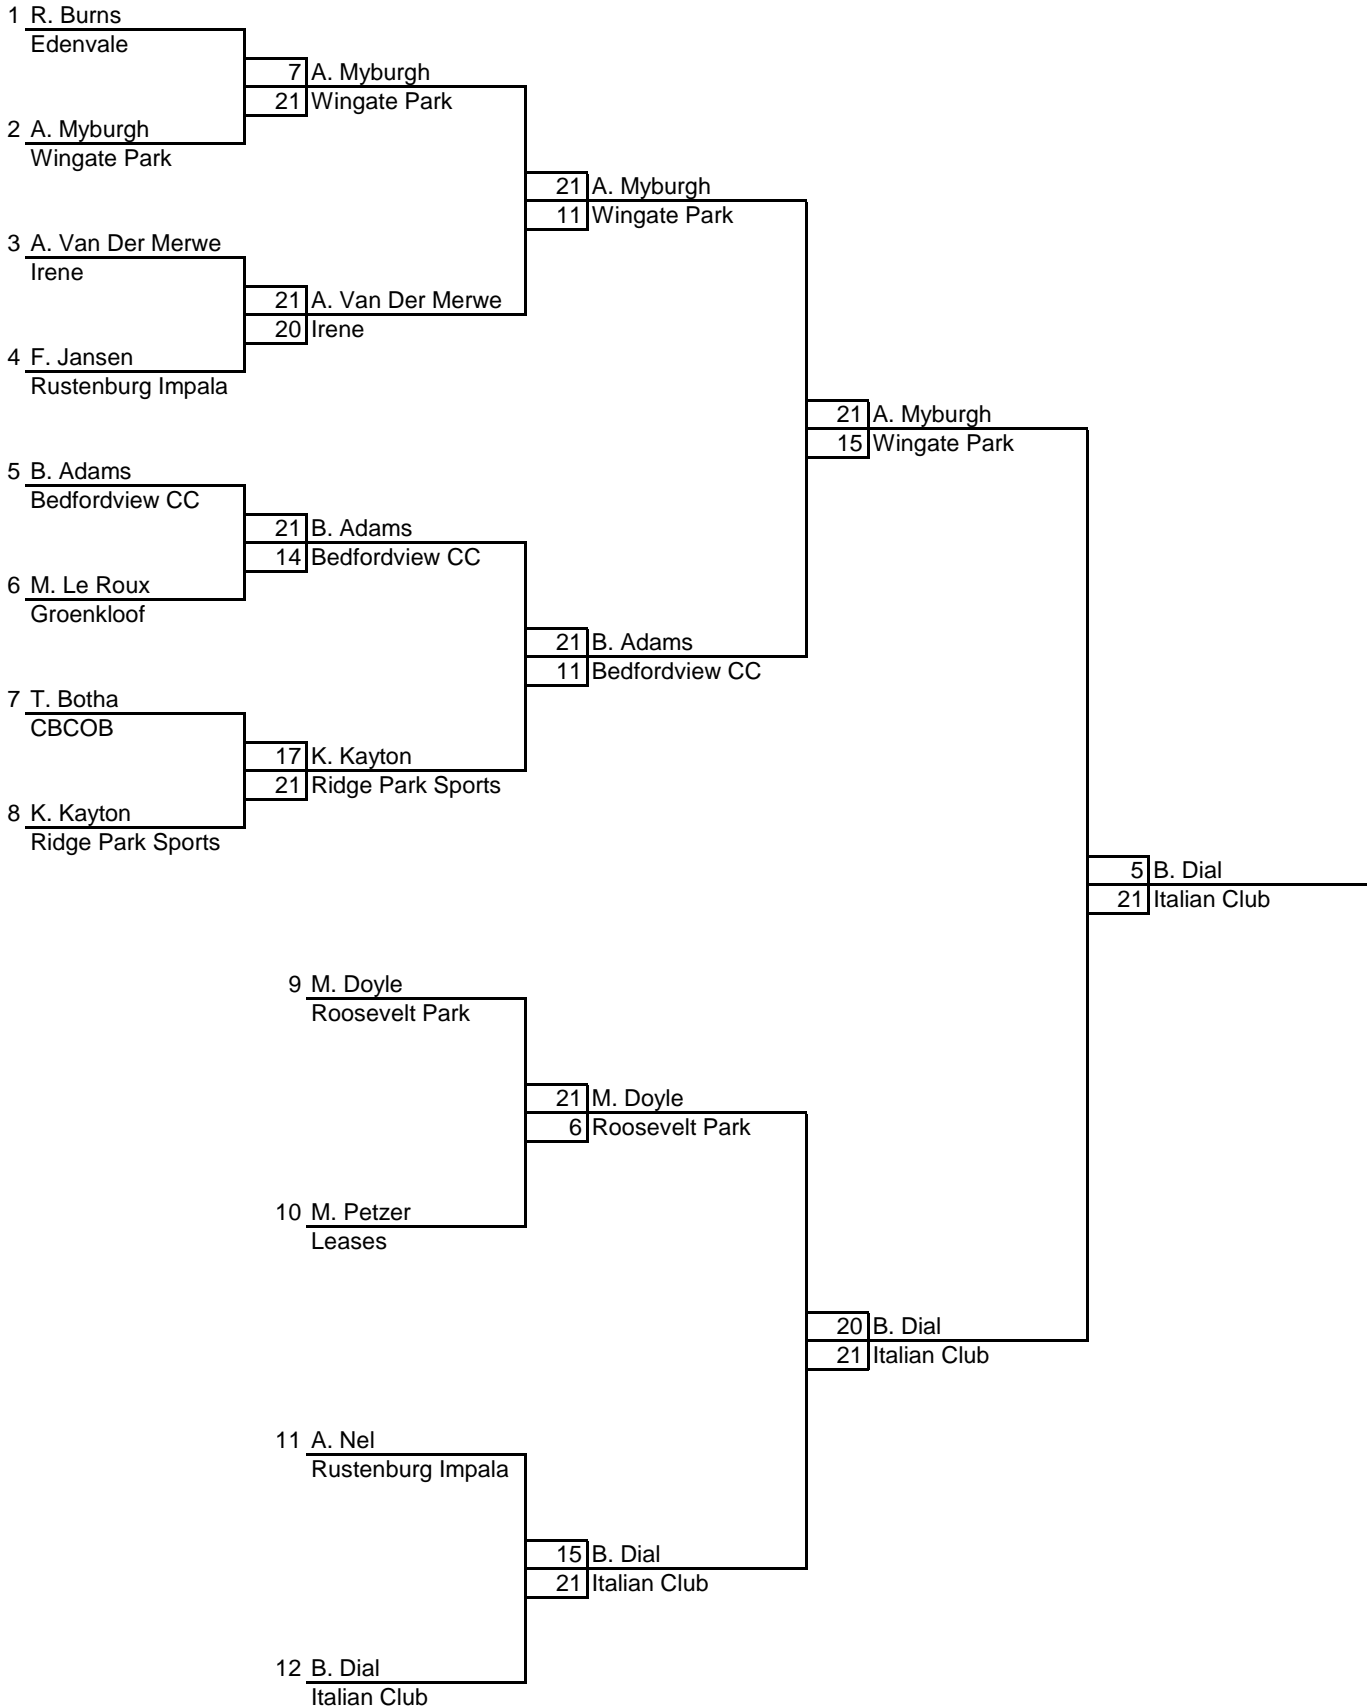 1 R. Burns
Edenvale
7 A. Myburgh
21 Wingate Park
2 A. Myburgh
Wingate Park
21 A. Myburgh
11 Wingate Park
3 A. Van Der Merwe
Irene
21 A. Van Der Merwe
20 Irene
4 F. Jansen
Rustenburg Impala
21 A. Myburgh
15 Wingate Park
5 B. Adams
Bedfordview CC
21 B. Adams
14 Bedfordview CC
6 M. Le Roux
Groenkloof
21 B. Adams
11 Bedfordview CC
7 T. Botha
CBCOB
17 K. Kayton
21 Ridge Park Sports
8 K. Kayton
Ridge Park Sports
5 B. Dial
21 Italian Club
9 M. Doyle
Roosevelt Park
21 M. Doyle
6 Roosevelt Park
10 M. Petzer
Leases
20 B. Dial
21 Italian Club
11 A. Nel
Rustenburg Impala
15 B. Dial
21 Italian Club
12 B. Dial
Italian Club